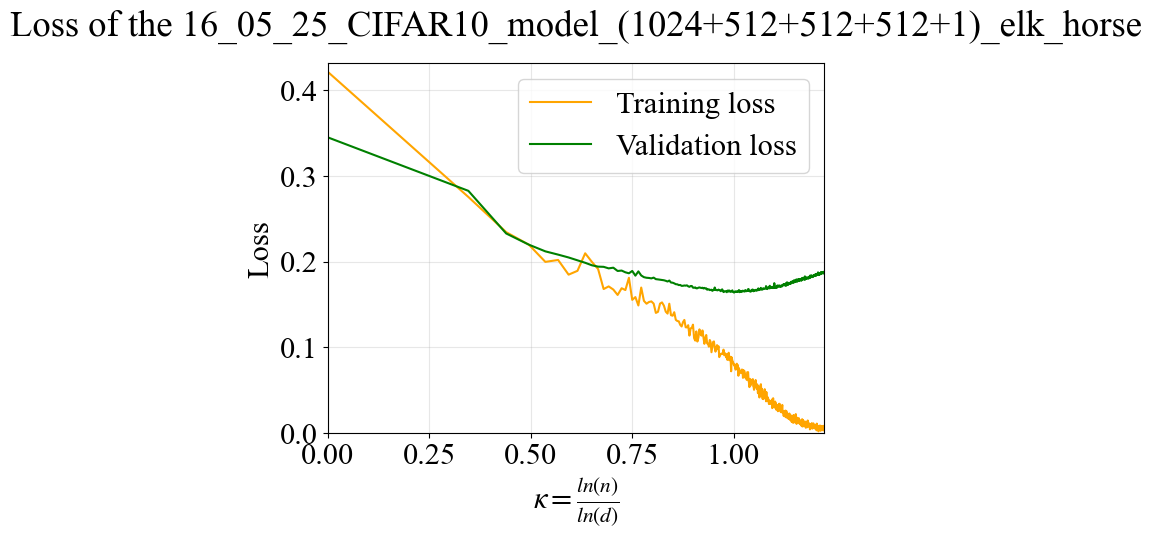 Loss of the 16_05_25_CIFAR10_model_(1024+512+512+512+1)_elk_horse
Training loss
Validation loss
Loss
0.4
0.3
0.2
0.1
0.0
0.00 0.25 0.50 0.75 1.00
κ = ln(n)/ln(d)